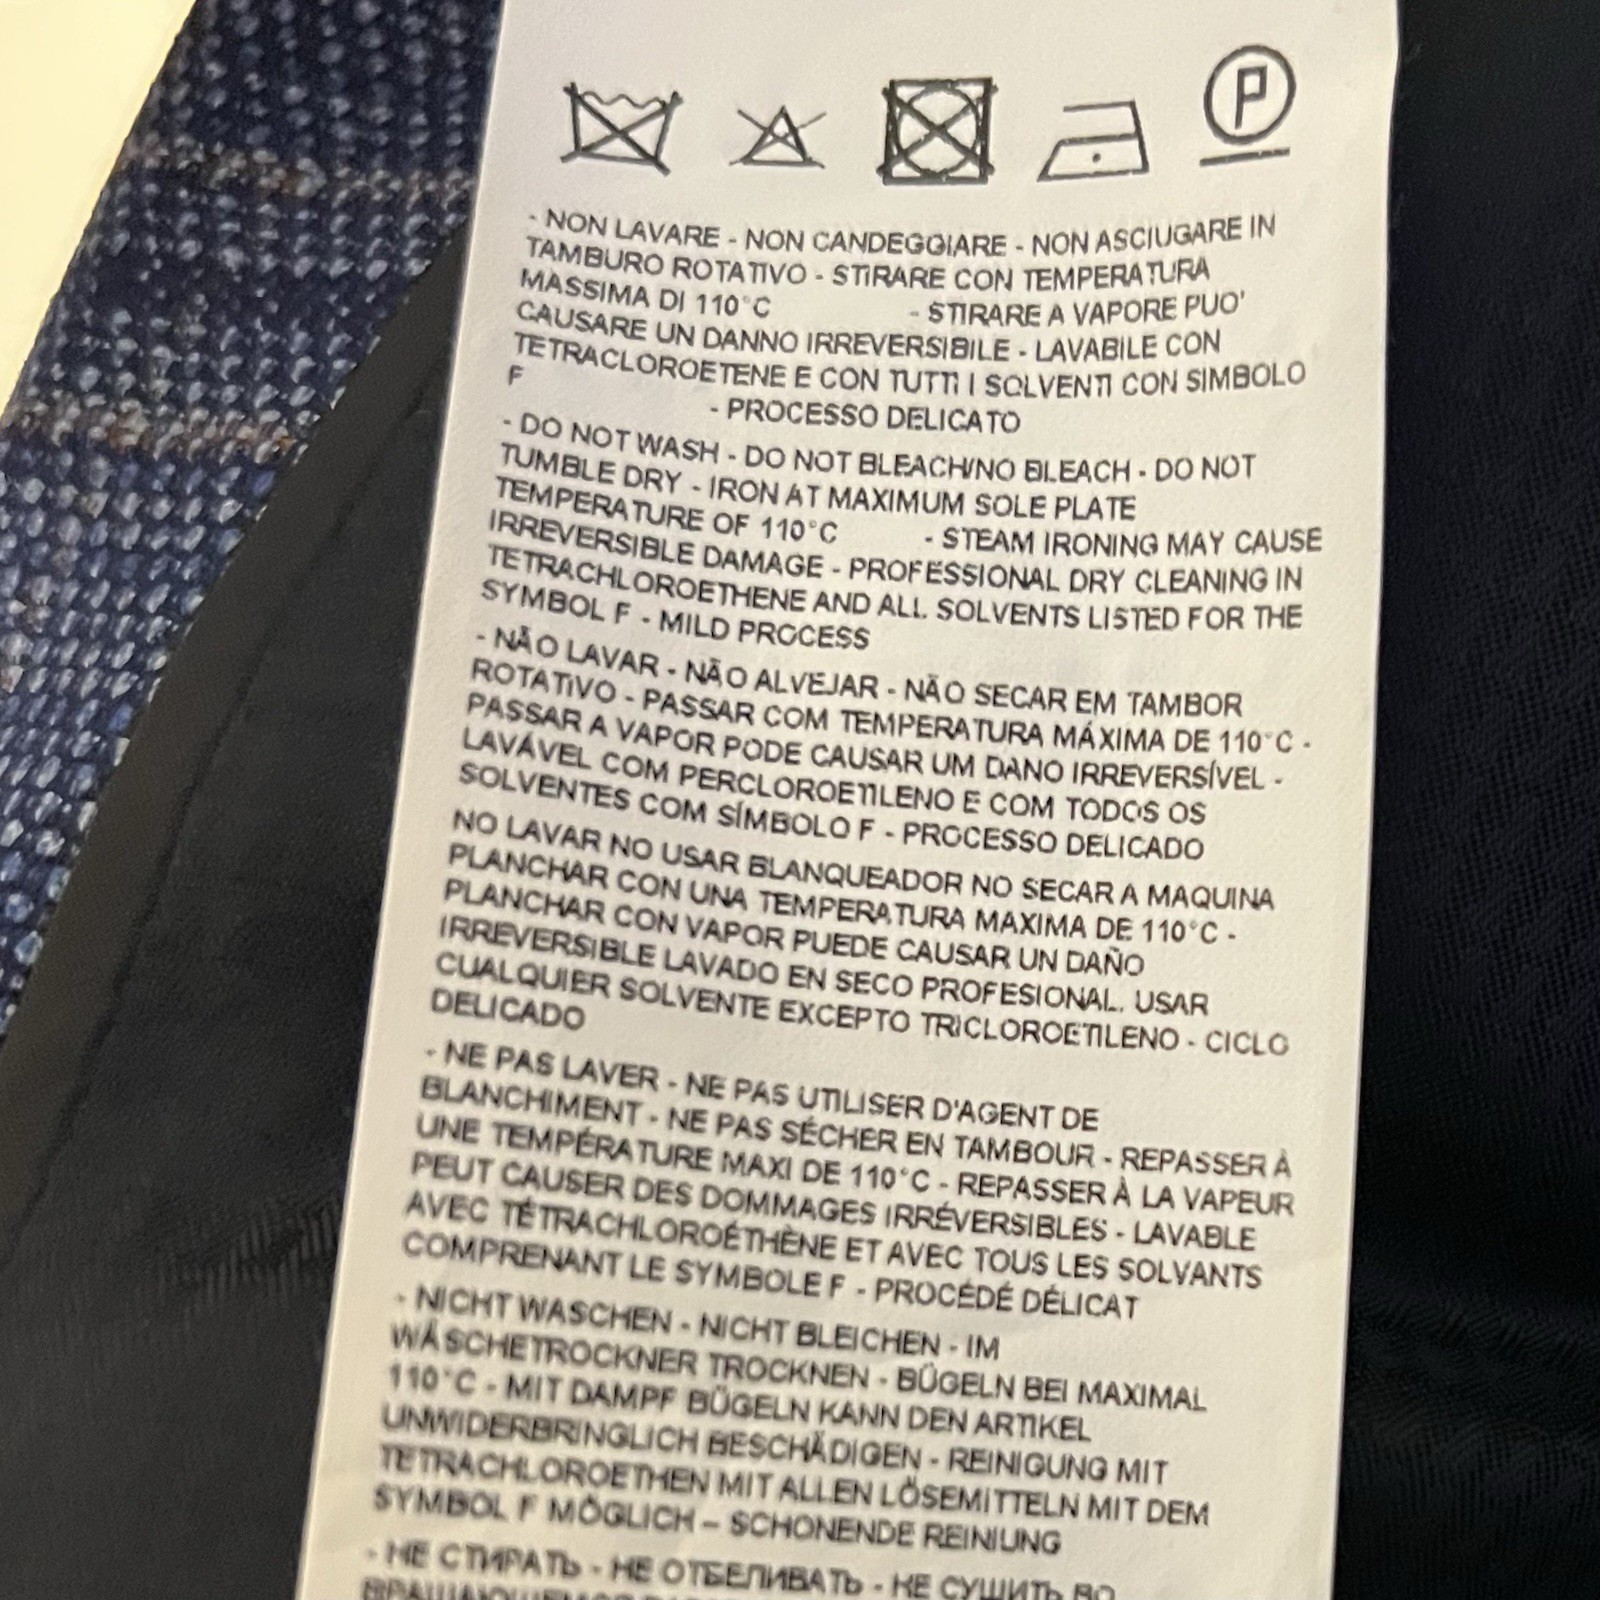 P
- NON LAVARE - NON CANDEGGIARE - NON ASCIUGARE IN
TAMBURO ROTATIVO - STIRARE CON TEMPERATURA
MASSIMA DI 110°C - STIRARE A VAPORE PUO'
CAUSARE UN DANNO IRREVERSIBILE - LAVABILE CON
TETRACLOROETENE E CON TUTTI I SOLVENTI CON SIMBOLO
F
- PROCESSO DELICATO
- DO NOT WASH - DO NOT BLEACH/NO BLEACH - DO NOT
TUMBLE DRY - IRON AT MAXIMUM SOLE PLATE
TEMPERATURE OF 110°C - STEAM IRONING MAY CAUSE
IRREVERSIBLE DAMAGE - PROFESSIONAL DRY CLEANING IN
TETRACHLOROETHENE AND ALL SOLVENTS LISTED FOR THE
SYMBOL F - MILD PROCESS
- NÃO LAVAR - NÃO ALVEJAR - NÃO SECAR EM TAMBOR
ROTATIVO - PASSAR COM TEMPERATURA MÁXIMA DE 110°C -
PASSAR A VAPOR PODE CAUSAR UM DANO IRREVERSÍVEL -
LAVÁVEL COM PERCLOROETILENO E COM TODOS OS
SOLVENTES COM SÍMBOLO F - PROCESSO DELICADO
NO LAVAR NO USAR BLANQUEADOR NO SECAR A MAQUINA
PLANCHAR CON UNA TEMPERATURA MAXIMA DE 110°C -
PLANCHAR CON VAPOR PUEDE CAUSAR UN DAÑO
IRREVERSIBLE LAVADO EN SECO PROFESIONAL. USAR
CUALQUIER SOLVENTE EXCEPTO TRICLOROETILENO - CICLO
DELICADO
- NE PAS LAVER - NE PAS UTILISER D'AGENT DE
BLANCHIMENT - NE PAS SÉCHER EN TAMBOUR - REPASSER À
UNE TEMPÉRATURE MAXI DE 110°C - REPASSER À LA VAPEUR
PEUT CAUSER DES DOMMAGES IRRÉVERSIBLES - LAVABLE
AVEC TÉTRACHLOROÉTHÈNE ET AVEC TOUS LES SOLVANTS
COMPRENANT LE SYMBOLE F - PROCÉDÉ DÉLICAT
- NICHT WASCHEN - NICHT BLEICHEN - IM
WÄSCHETROCKNER TROCKNEN - BÜGELN BEI MAXIMAL
110°C - MIT DAMPF BÜGELN KANN DEN ARTIKEL
UNWIDERBRINGLICH BESCHÄDIGEN - REINIGUNG MIT
TETRACHLOROETHEN MIT ALLEN LÖSEMITTELN MIT DEM
SYMBOL F MÖGLICH – SCHONENDE REINIUNG
- НЕ СТИРАТЬ - НЕ ОТБЕЛИВАТЬ - НЕ СУШИТЬ ВО